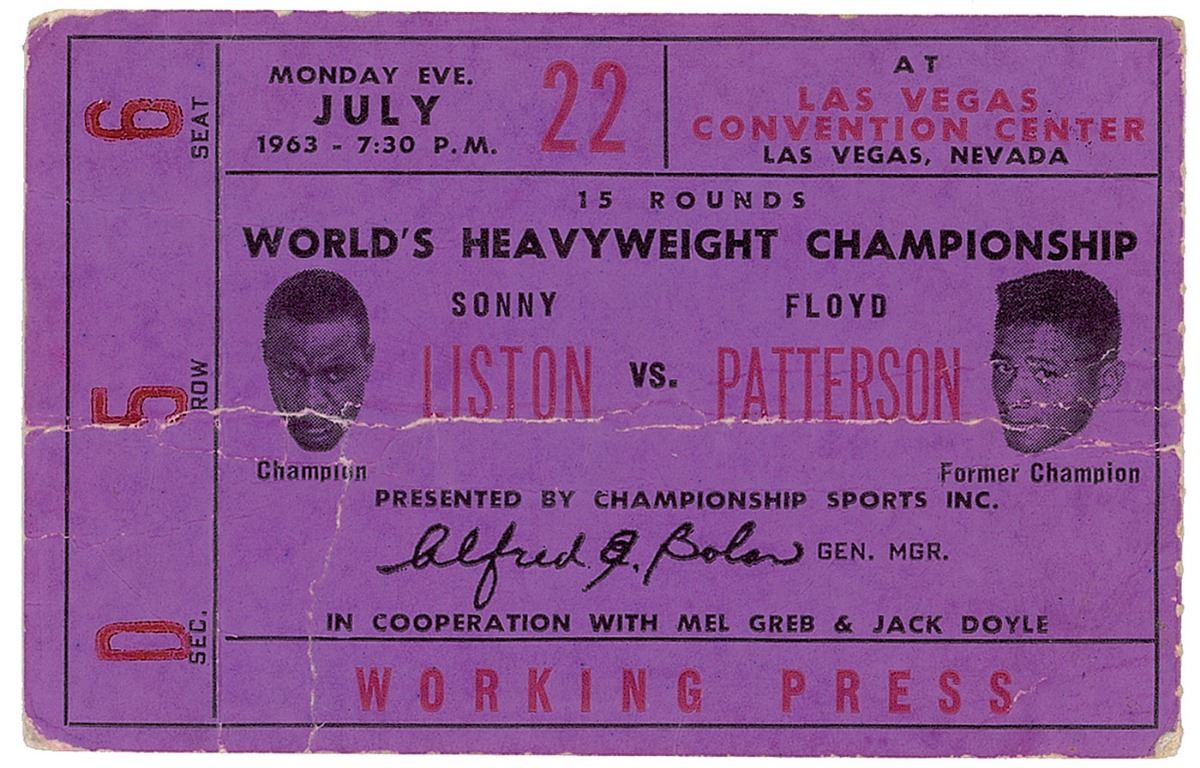 6 SEAT
5 ROW
0 SEC.
MONDAY EVE.
JULY 22
1963 - 7:30 P.M.
AT
LAS VEGAS
CONVENTION CENTER
LAS VEGAS, NEVADA
15 ROUNDS
WORLD'S HEAVYWEIGHT CHAMPIONSHIP
SONNY FLOYD
LISTON VS. PATTERSON
Champion Former Champion
PRESENTED BY CHAMPIONSHIP SPORTS INC.
Alfred G. Bolan GEN. MGR.
IN COOPERATION WITH MEL GREB & JACK DOYLE
WORKING PRESS